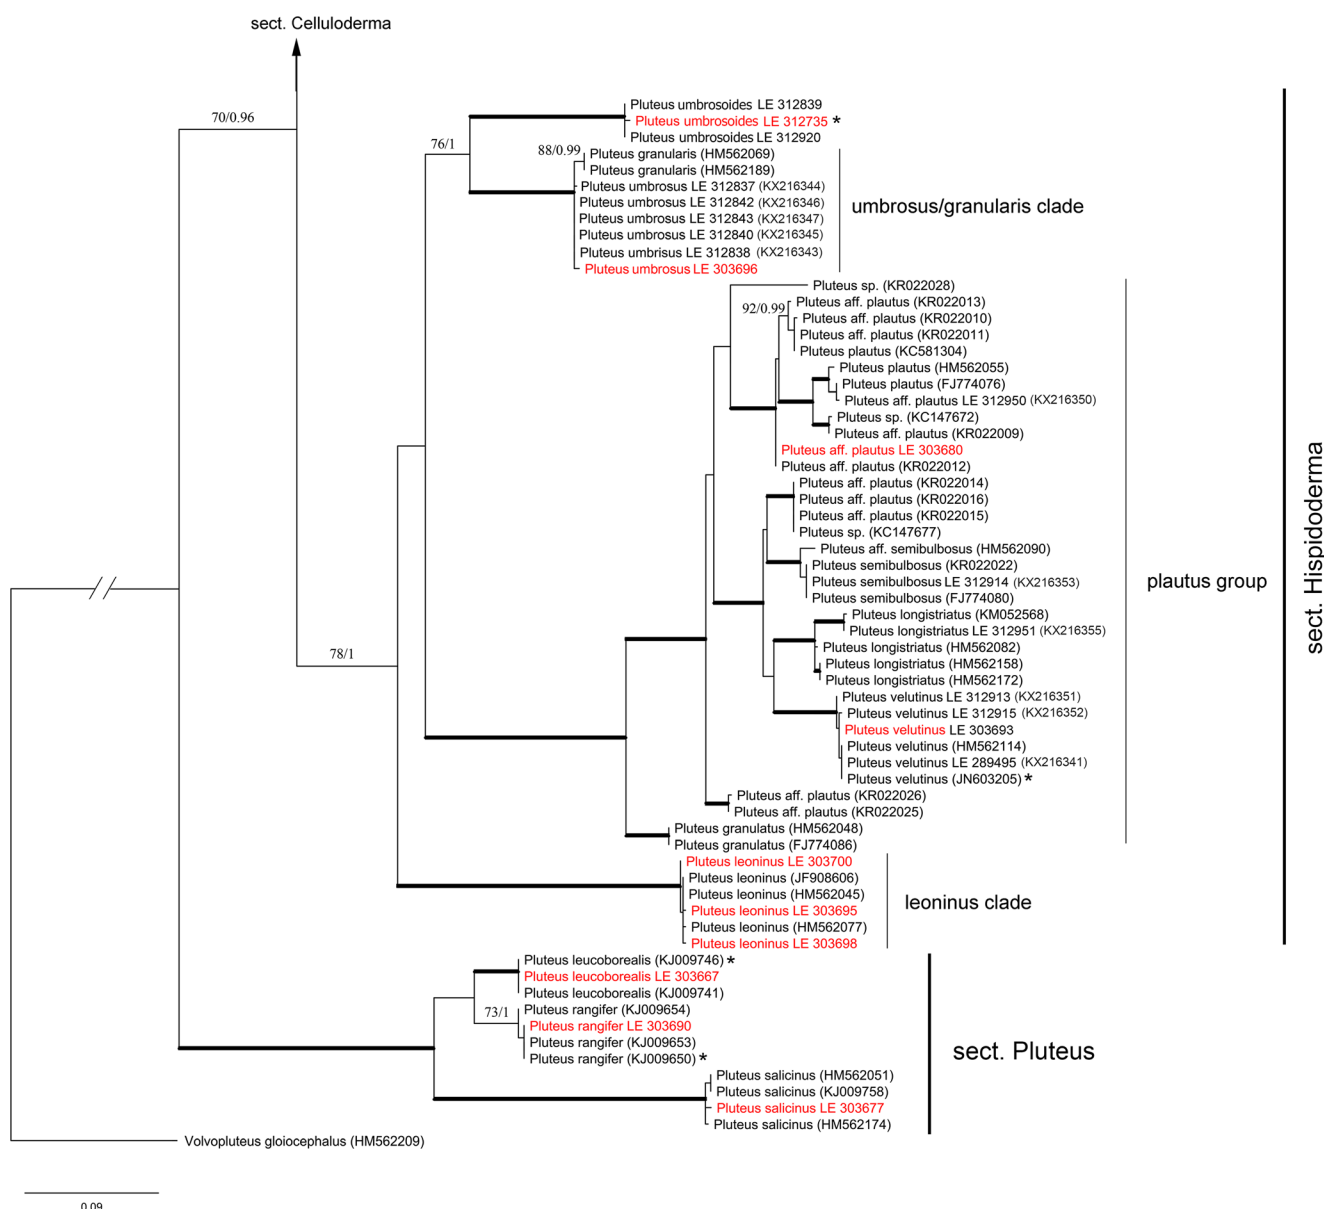 sect. Celluloderma
70/0.96
Pluteus umbrosoides LE 312839
Pluteus umbrosoides LE 312735 *
Pluteus umbrosoides LE 312920
76/1
88/0.99
Pluteus granularis (HM562069)
Pluteus granularis (HM562189)
Pluteus umbrosus LE 312837 (KX216344)
Pluteus umbrosus LE 312842 (KX216346)
Pluteus umbrosus LE 312843 (KX216347)
Pluteus umbrosus LE 312840 (KX216345)
Pluteus umbrisus LE 312838 (KX216343)
Pluteus umbrosus LE 303696
umbrosus/granularis clade
Pluteus sp. (KR022028)
92/0.99
Pluteus aff. plautus (KR022013)
Pluteus aff. plautus (KR022010)
Pluteus aff. plautus (KR022011)
Pluteus plautus (KC581304)
Pluteus plautus (HM562055)
Pluteus plautus (FJ774076)
Pluteus aff. plautus LE 312950 (KX216350)
Pluteus sp. (KC147672)
Pluteus aff. plautus (KR022009)
Pluteus aff. plautus LE 303680
Pluteus aff. plautus (KR022012)
Pluteus aff. plautus (KR022014)
Pluteus aff. plautus (KR022016)
Pluteus aff. plautus (KR022015)
Pluteus sp. (KC147677)
Pluteus aff. semibulbosus (HM562090)
Pluteus semibulbosus (KR022022)
Pluteus semibulbosus LE 312914 (KX216353)
Pluteus semibulbosus (FJ774080)
Pluteus longistriatus (KM052568)
Pluteus longistriatus LE 312951 (KX216355)
Pluteus longistriatus (HM562082)
Pluteus longistriatus (HM562158)
Pluteus longistriatus (HM562172)
Pluteus velutinus LE 312913 (KX216351)
Pluteus velutinus LE 312915 (KX216352)
Pluteus velutinus LE 303693
Pluteus velutinus (HM562114)
Pluteus velutinus LE 289495 (KX216341)
Pluteus velutinus (JN603205) *
Pluteus aff. plautus (KR022026)
Pluteus aff. plautus (KR022025)
Pluteus granulatus (HM562048)
Pluteus granulatus (FJ774086)
plautus group
sect. Hispidoderma
78/1
Pluteus leoninus LE 303700
Pluteus leoninus (JF908606)
Pluteus leoninus (HM562045)
Pluteus leoninus LE 303695
Pluteus leoninus (HM562077)
Pluteus leoninus LE 303698
leoninus clade
Pluteus leucoborealis (KJ009746) *
Pluteus leucoborealis LE 303667
Pluteus leucoborealis (KJ009741)
73/1
Pluteus rangifer (KJ009654)
Pluteus rangifer LE 303690
Pluteus rangifer (KJ009653)
Pluteus rangifer (KJ009650) *
sect. Pluteus
Pluteus salicinus (HM562051)
Pluteus salicinus (KJ009758)
Pluteus salicinus LE 303677
Pluteus salicinus (HM562174)
Volvopluteus gloiocephalus (HM562209)
0.09